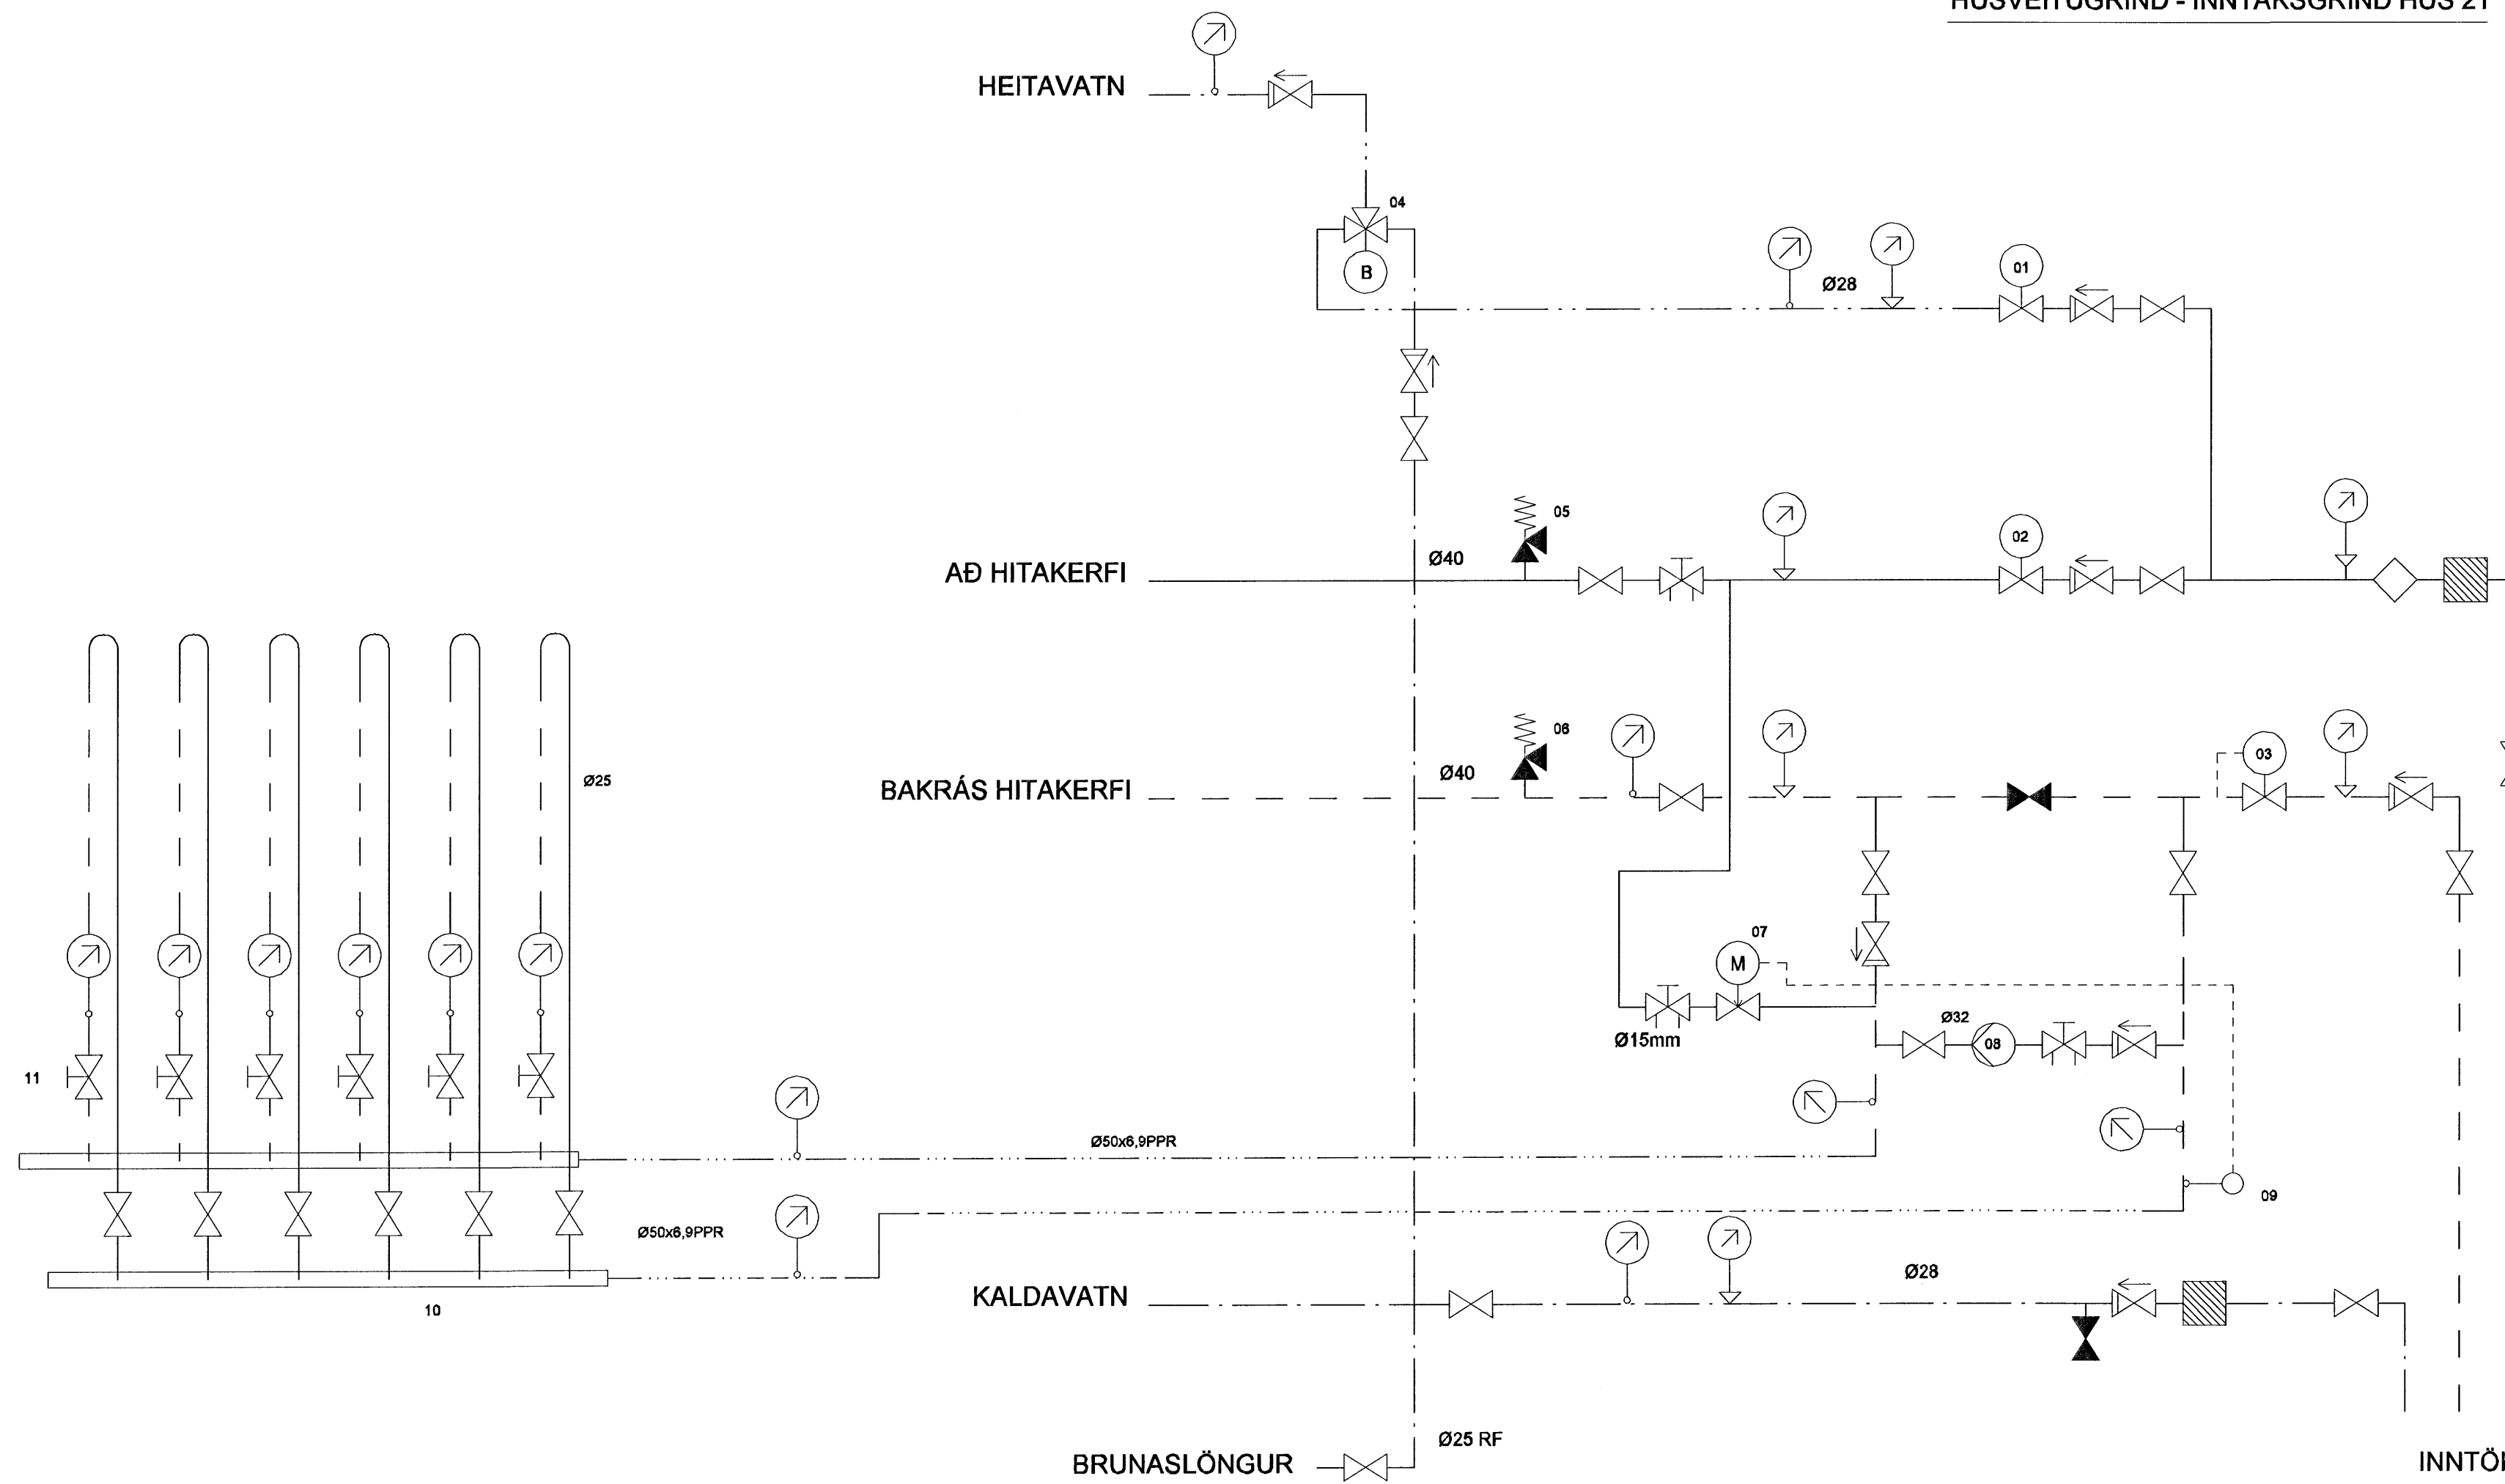 HÚSVEITUGRIND - INNTAKSGRIND HÚS 21
HEITAVATN
04
B
Ø28
01
05
Ø40
02
AÐ HITAKERFI
06
Ø25
Ø40
03
BAKRÁS HITAKERFI
07
M
Ø32
Ø15mm
08
11
Ø50x6,9PPR
09
Ø50x6,9PPR
Ø28
KALDAVATN
10
Ø25 RF
BRUNASLÖNGUR